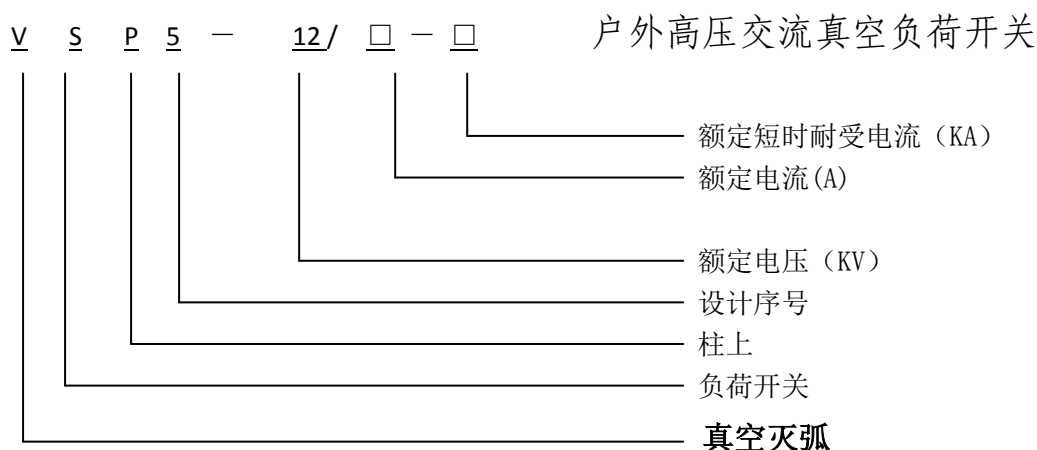 V S P 5 － 12/ □－□ 户外高压交流真空负荷开关
额定短时耐受电流（KA）
额定电流(A)
额定电压（KV）
设计序号
柱上
负荷开关
真空灭弧